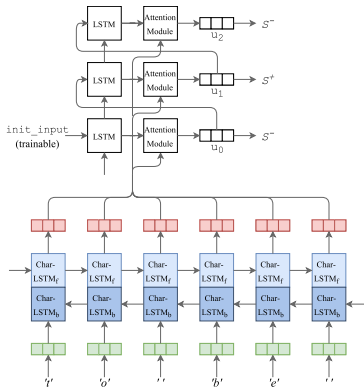 LSTM Attention Module u2 S⁻
LSTM Attention Module u1 S⁺
init_input (trainable) LSTM Attention Module u0 S⁻
Char-LSTMf Char-LSTMf Char-LSTMf Char-LSTMf Char-LSTMf Char-LSTMf
Char-LSTMb Char-LSTMb Char-LSTMb Char-LSTMb Char-LSTMb Char-LSTMb
't' 'o' ' ' 'b' 'e' ' '